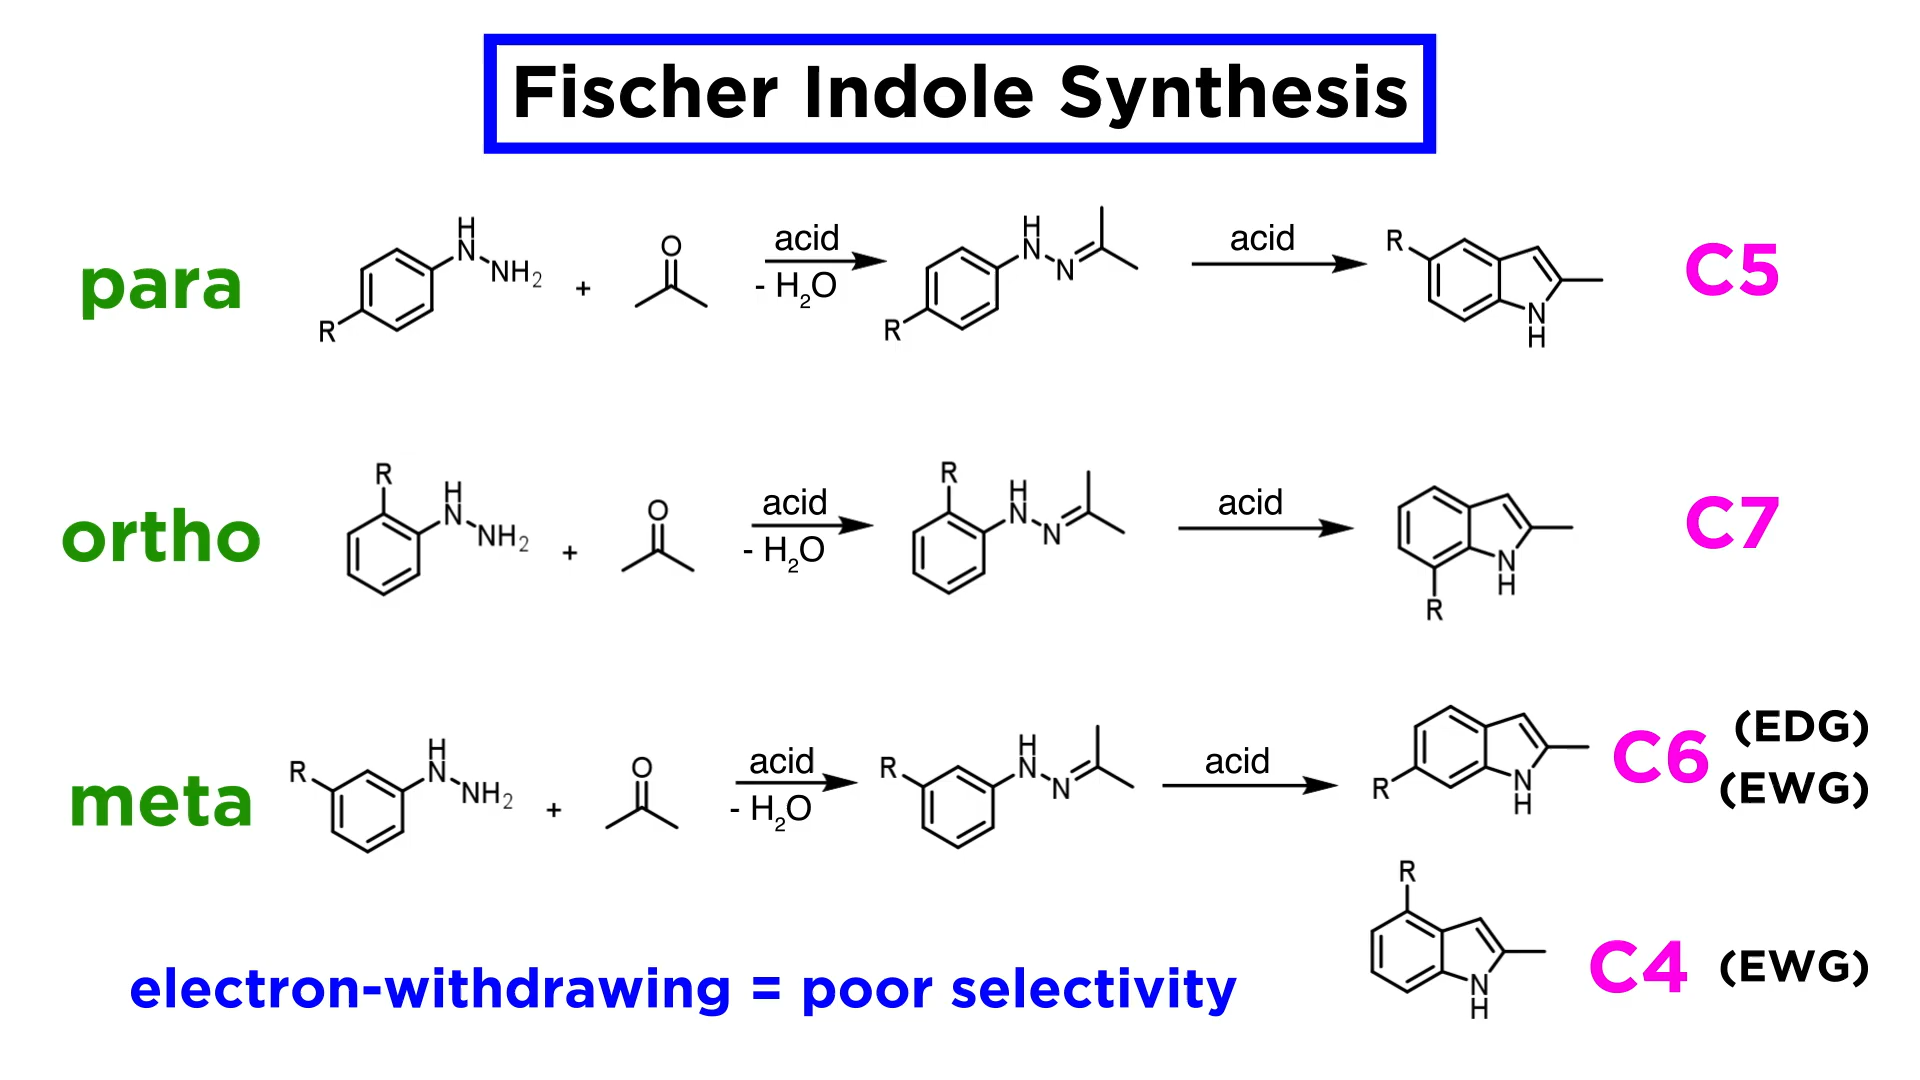 Fischer Indole Synthesis
para
R
H
N
NH2
+
O
acid
- H2O
R
H
N
N
acid
R
N
H
C5
ortho
R
H
N
NH2
+
O
acid
- H2O
R
H
N
N
acid
R
N
H
C7
meta
R
H
N
NH2
+
O
acid
- H2O
R
H
N
N
acid
R
N
H
C6 (EDG)
(EWG)
R
N
H
C4 (EWG)
electron-withdrawing = poor selectivity